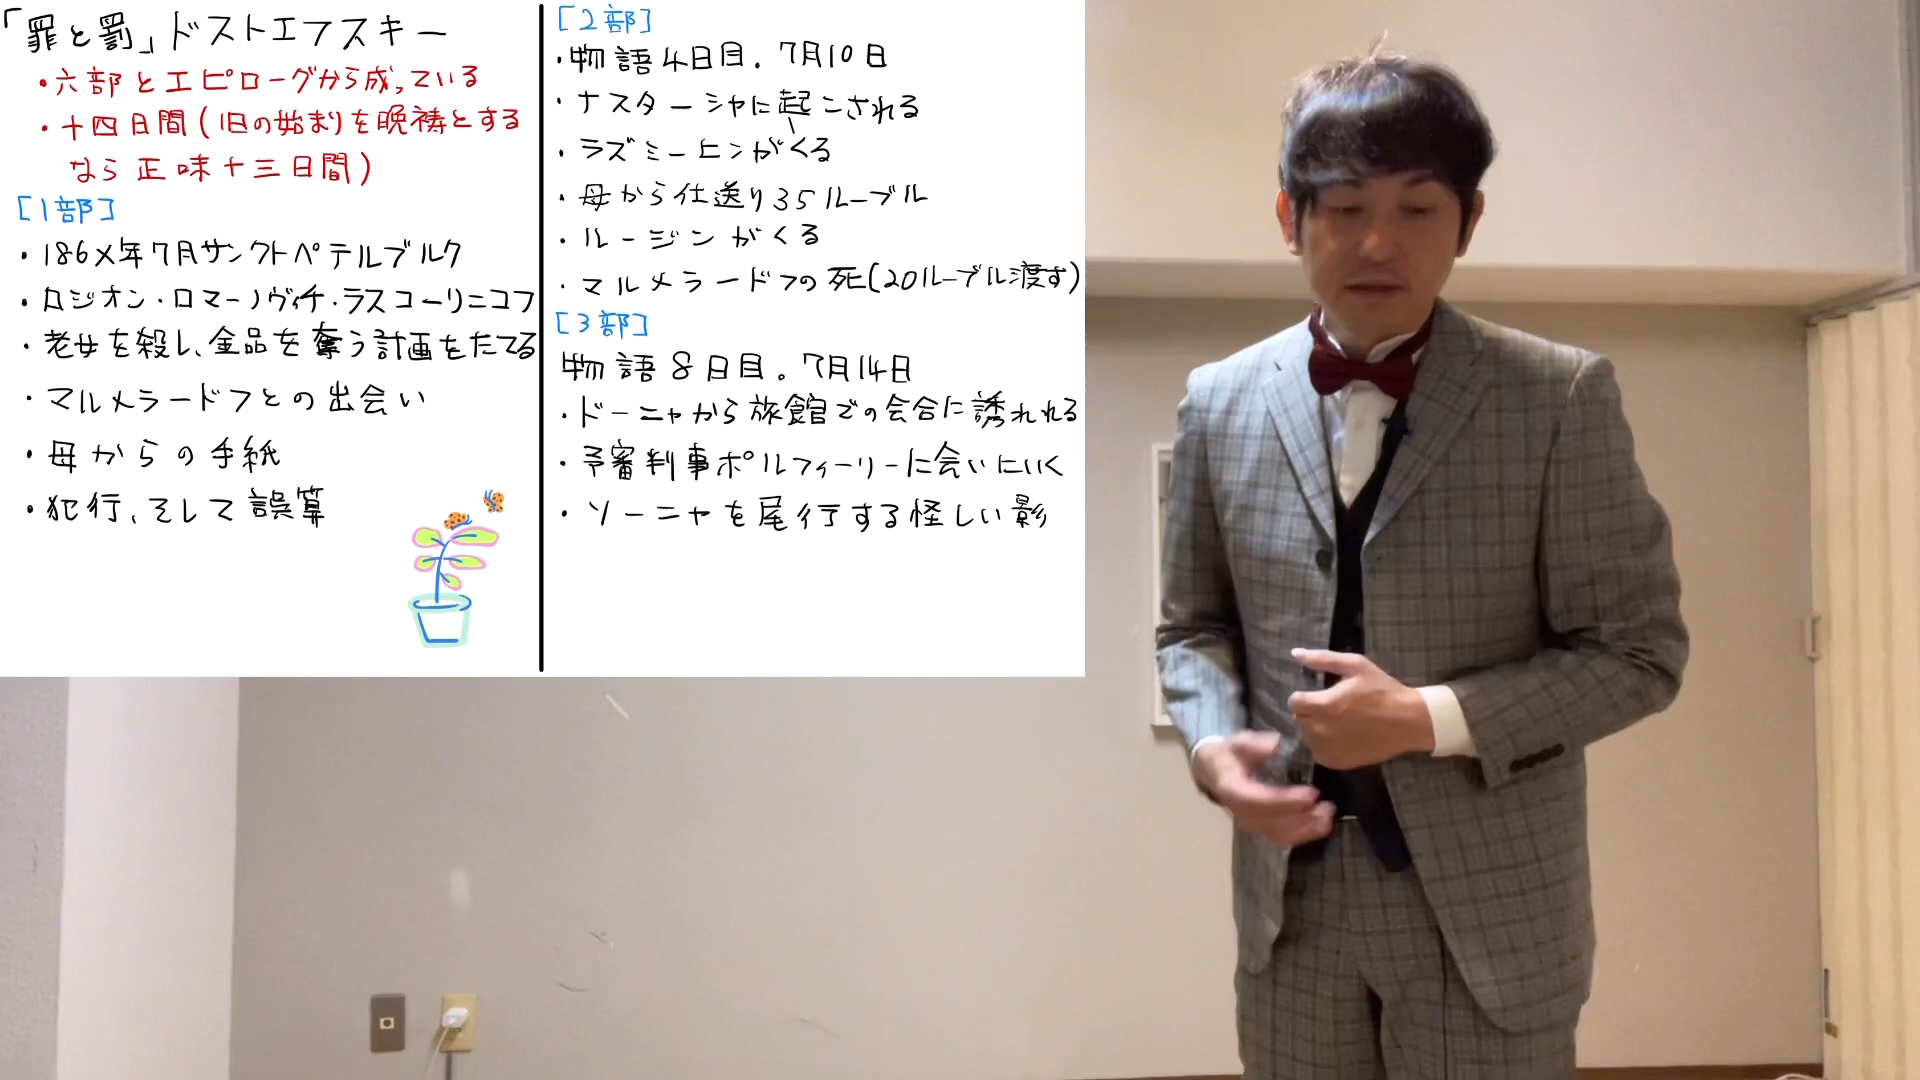 「罪と罰」ドストエフスキー
・六部とエピローグから成っている
・十四日間(1日の始まりを晩祷とする
なら正味十三日間)
[1部]
・186X年7月サンクトペテルブルク
・ロジオン・ロマーノヴィチ・ラスコーリニコフ
・老女を殺し、金品を奪う計画をたてる
・マルメラードフとの出会い
・母からの手紙
・犯行、そして誤算
[2部]
・物語4日目。7月10日
・ナスターシャに起こされる
・ラズミーヒンがくる
・母から仕送り35ルーブル
・ルージンがくる
・マルメラードフの死(20ルーブル渡す)
[3部]
物語8日目。7月14日
・ドーニャから旅館での会合に誘れれる
・予審判事ポルフィーリーに会いにいく
・ソーニャを尾行する怪しい影